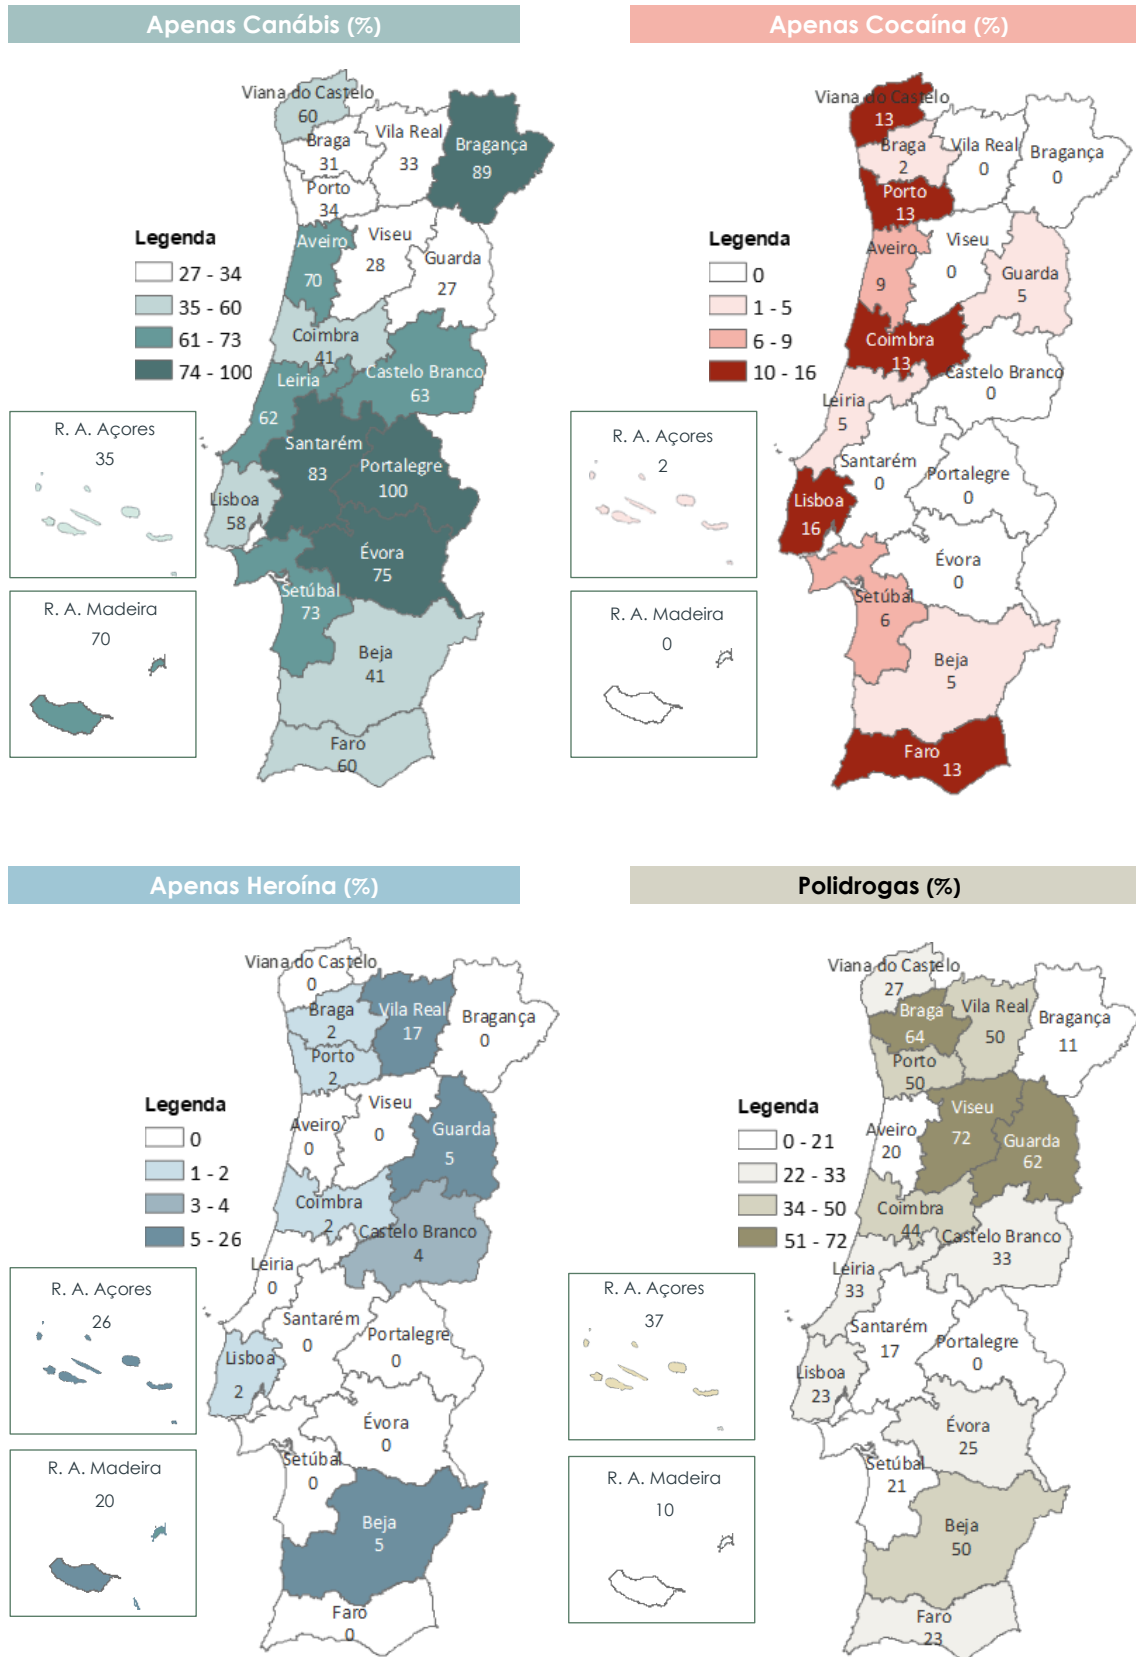 Apenas Canábis (%)
Viana do Castelo
60
Braga
31
Vila Real
33
Bragança
89
Porto
34
Legenda
27 - 34
35 - 60
61 - 73
74 - 100
Aveiro
70
Viseu
28
Guarda
27
Coimbra
41
Leiria
62
Castelo Branco
63
R. A. Açores
35
Santarém
83
Portalegre
100
Lisboa
58
Évora
75
Setúbal
73
R. A. Madeira
70
Beja
41
Faro
60
Apenas Cocaína (%)
Viana do Castelo
13
Braga
2
Vila Real
0
Bragança
0
Porto
13
Legenda
0
1 - 5
6 - 9
10 - 16
Aveiro
9
Viseu
0
Guarda
5
Coimbra
13
Castelo Branco
0
Leiria
5
R. A. Açores
2
Santarém
0
Portalegre
0
Lisboa
16
Évora
0
Setúbal
6
R. A. Madeira
0
Beja
5
Faro
13
Apenas Heroína (%)
Viana do Castelo
0
Braga
2
Vila Real
17
Bragança
0
Porto
2
Legenda
0
1 - 2
3 - 4
5 - 26
Aveiro
0
Viseu
0
Guarda
5
Coimbra
2
Castelo Branco
4
Leiria
0
R. A. Açores
26
Santarém
0
Portalegre
0
Lisboa
2
Évora
0
Setúbal
0
R. A. Madeira
20
Beja
5
Faro
0
Polidrogas (%)
Viana do Castelo
27
Braga
64
Vila Real
50
Bragança
11
Porto
50
Legenda
0 - 21
22 - 33
34 - 50
51 - 72
Aveiro
20
Viseu
72
Guarda
62
Coimbra
44
Castelo Branco
33
Leiria
33
R. A. Açores
37
Santarém
17
Portalegre
0
Lisboa
23
Évora
25
Setúbal
21
R. A. Madeira
10
Beja
50
Faro
23